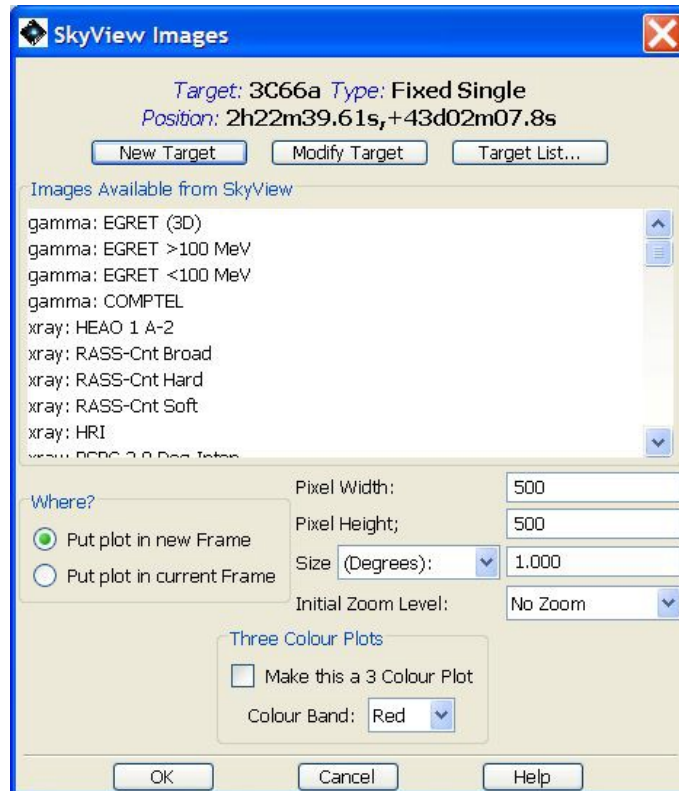 SkyView Images
Target: 3C66a Type: Fixed Single
Position: 2h22m39.61s,+43d02m07.8s
New Target Modify Target Target List...
Images Available from SkyView
gamma: EGRET (3D)
gamma: EGRET >100 MeV
gamma: EGRET <100 MeV
gamma: COMPTEL
xray: HEAO 1 A-2
xray: RASS-Cnt Broad
xray: RASS-Cnt Hard
xray: RASS-Cnt Soft
xray: HRI
Where?
Put plot in new Frame
Put plot in current Frame
Pixel Width: 500
Pixel Height; 500
Size (Degrees): 1.000
Initial Zoom Level: No Zoom
Three Colour Plots
Make this a 3 Colour Plot
Colour Band: Red
OK Cancel Help